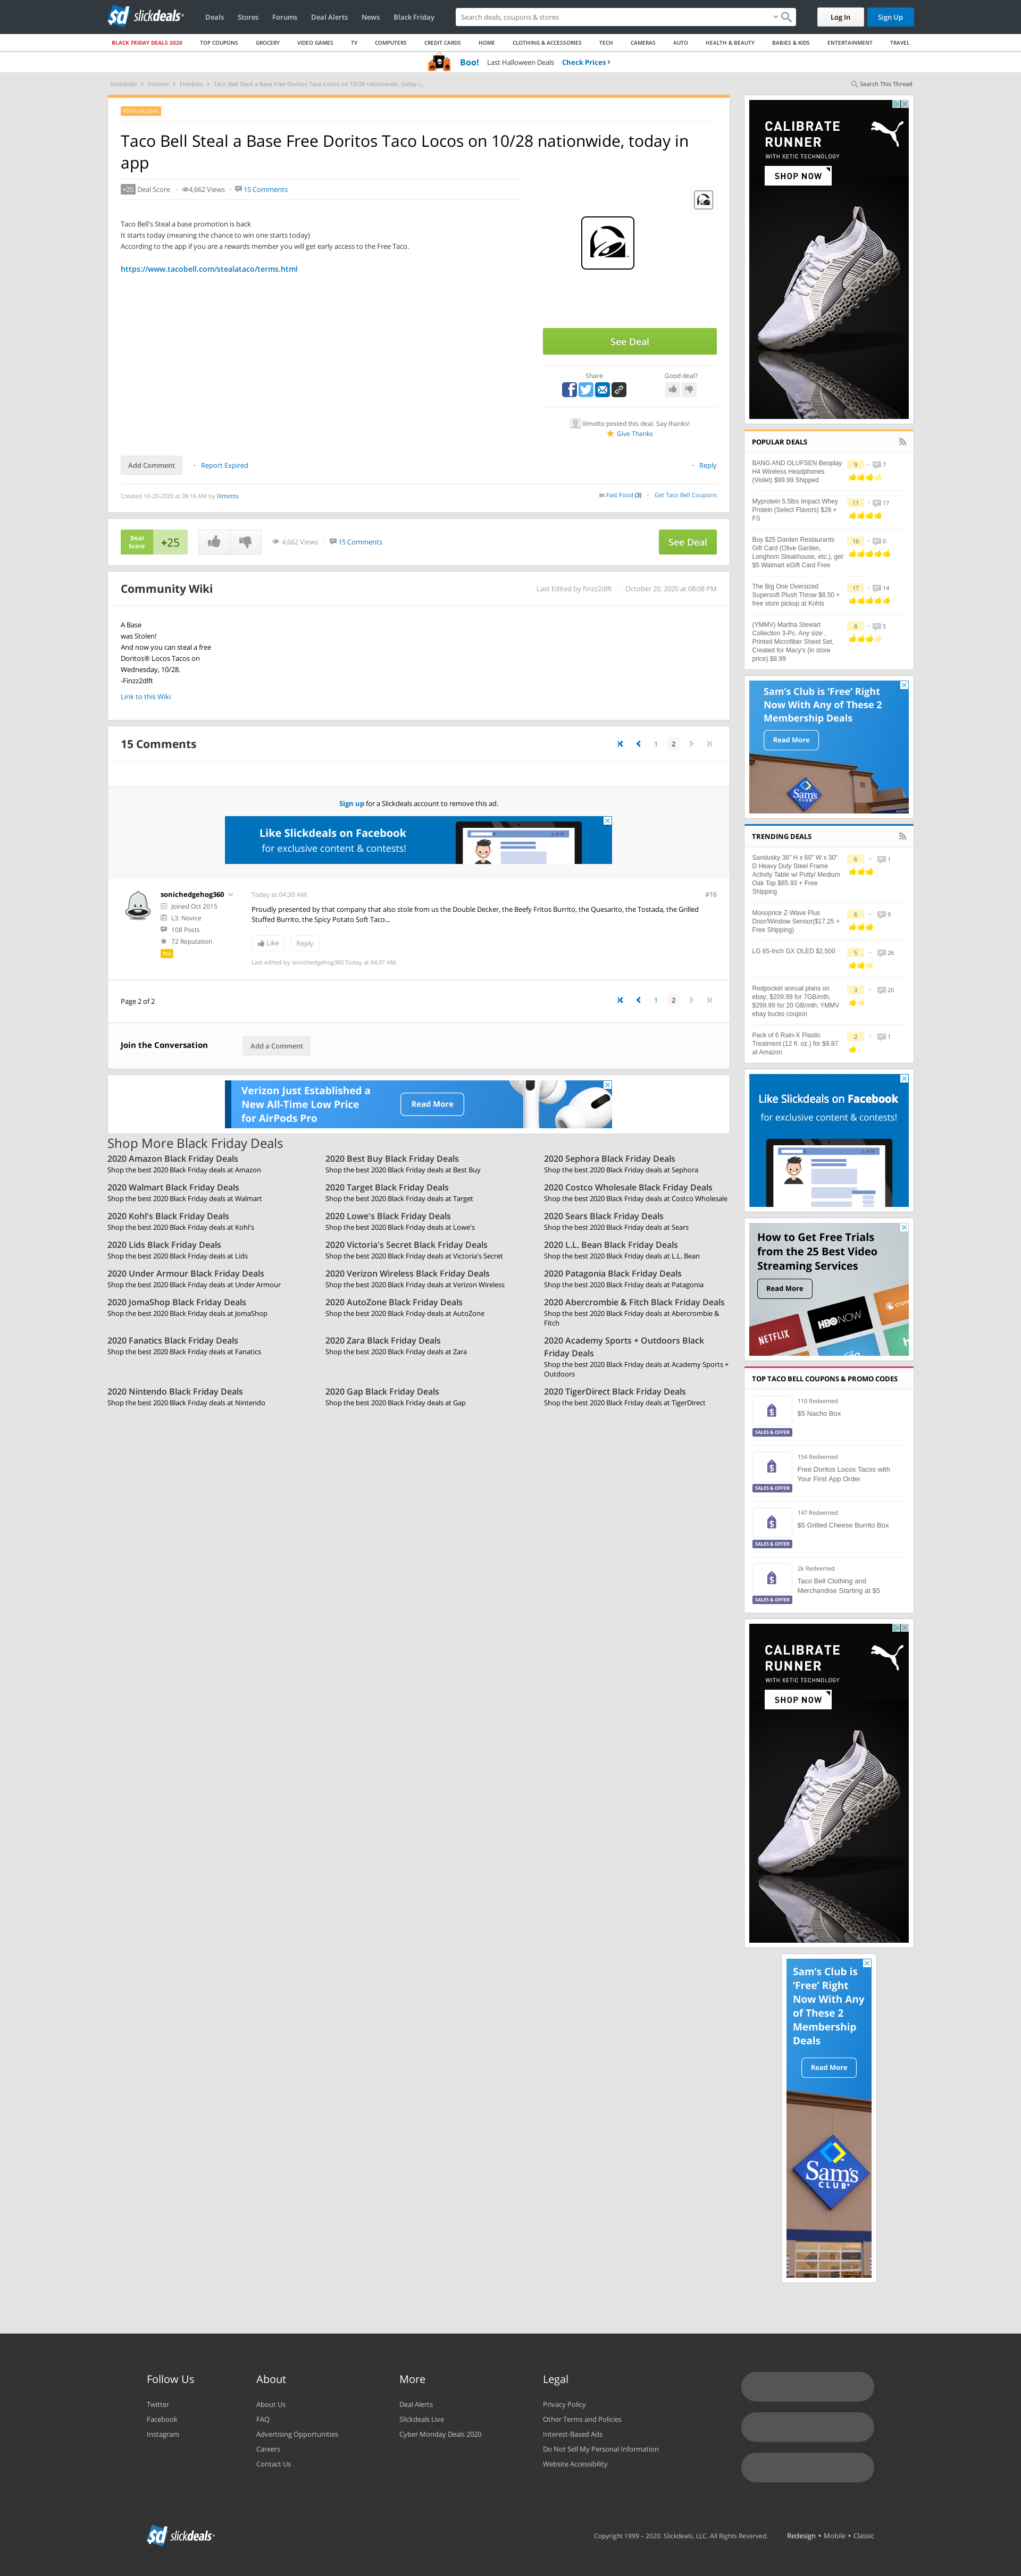 slickdeals
Deals Stores Forums Deal Alerts News Black Friday
Search deals, coupons & stores
Log In
Sign Up
BLACK FRIDAY DEALS 2020 TOP COUPONS GROCERY VIDEO GAMES TV COMPUTERS CREDIT CARDS HOME CLOTHING & ACCESSORIES TECH CAMERAS AUTO HEALTH & BEAUTY BABIES & KIDS ENTERTAINMENT TRAVEL
Boo! Last Halloween Deals Check Prices
Slickdeals Forums Freebies Taco Bell Steal a Base Free Doritos Taco Locos on 10/28 nationwide, today i...
Search This Thread
POPULAR DEAL
Taco Bell Steal a Base Free Doritos Taco Locos on 10/28 nationwide, today in
app
+25 Deal Score 4,662 Views 15 Comments
Taco Bell's Steal a base promotion is back
It starts today (meaning the chance to win one starts today)
According to the app if you are a rewards member you will get early access to the Free Taco.
https://www.tacobell.com/stealataco/terms.html
See Deal
Share
Good deal?
lilmotto posted this deal. Say thanks!
Give Thanks
Add Comment
Report Expired
Reply
Created 10-20-2020 at 08:16 AM by lilmotto
in Fast Food (3) Get Taco Bell Coupons
Deal
Score
+25
4,662 Views 15 Comments
See Deal
Community Wiki
Last Edited by finzz2dlft October 20, 2020 at 08:08 PM
A Base
was Stolen!
And now you can steal a free
Doritos® Locos Tacos on
Wednesday, 10/28.
-Finzz2dlft
Link to this Wiki
15 Comments
1 2
Sign up for a Slickdeals account to remove this ad.
Like Slickdeals on Facebook
for exclusive content & contests!
sonichedgehog360
Joined Oct 2015
L3: Novice
108 Posts
72 Reputation
Pro
Today at 04:30 AM
#16
Proudly presented by that company that also stole from us the Double Decker, the Beefy Fritos Burrito, the Quesarito, the Tostada, the Grilled
Stuffed Burrito, the Spicy Potato Soft Taco...
Like
Reply
Last edited by sonichedgehog360 Today at 04:37 AM.
Page 2 of 2
1 2
Join the Conversation
Add a Comment
Verizon Just Established a
New All-Time Low Price
for AirPods Pro
Read More
Shop More Black Friday Deals
2020 Amazon Black Friday Deals
Shop the best 2020 Black Friday deals at Amazon
2020 Best Buy Black Friday Deals
Shop the best 2020 Black Friday deals at Best Buy
2020 Sephora Black Friday Deals
Shop the best 2020 Black Friday deals at Sephora
2020 Walmart Black Friday Deals
Shop the best 2020 Black Friday deals at Walmart
2020 Target Black Friday Deals
Shop the best 2020 Black Friday deals at Target
2020 Costco Wholesale Black Friday Deals
Shop the best 2020 Black Friday deals at Costco Wholesale
2020 Kohl's Black Friday Deals
Shop the best 2020 Black Friday deals at Kohl's
2020 Lowe's Black Friday Deals
Shop the best 2020 Black Friday deals at Lowe's
2020 Sears Black Friday Deals
Shop the best 2020 Black Friday deals at Sears
2020 Lids Black Friday Deals
Shop the best 2020 Black Friday deals at Lids
2020 Victoria's Secret Black Friday Deals
Shop the best 2020 Black Friday deals at Victoria's Secret
2020 L.L. Bean Black Friday Deals
Shop the best 2020 Black Friday deals at L.L. Bean
2020 Under Armour Black Friday Deals
Shop the best 2020 Black Friday deals at Under Armour
2020 Verizon Wireless Black Friday Deals
Shop the best 2020 Black Friday deals at Verizon Wireless
2020 Patagonia Black Friday Deals
Shop the best 2020 Black Friday deals at Patagonia
2020 JomaShop Black Friday Deals
Shop the best 2020 Black Friday deals at JomaShop
2020 AutoZone Black Friday Deals
Shop the best 2020 Black Friday deals at AutoZone
2020 Abercrombie & Fitch Black Friday Deals
Shop the best 2020 Black Friday deals at Abercrombie &
Fitch
2020 Fanatics Black Friday Deals
Shop the best 2020 Black Friday deals at Fanatics
2020 Zara Black Friday Deals
Shop the best 2020 Black Friday deals at Zara
2020 Academy Sports + Outdoors Black
Friday Deals
Shop the best 2020 Black Friday deals at Academy Sports +
Outdoors
2020 Nintendo Black Friday Deals
Shop the best 2020 Black Friday deals at Nintendo
2020 Gap Black Friday Deals
Shop the best 2020 Black Friday deals at Gap
2020 TigerDirect Black Friday Deals
Shop the best 2020 Black Friday deals at TigerDirect
CALIBRATE
RUNNER
WITH XETIC TECHNOLOGY
SHOP NOW
POPULAR DEALS
BANG AND OLUFSEN Beoplay
H4 Wireless Headphones
(Violet) $99.99 Shipped
9 7
Myprotein 5.5lbs Impact Whey
Protein (Select Flavors) $28 +
FS
11 17
Buy $25 Darden Restaurants
Gift Card (Olive Garden,
Longhorn Steakhouse, etc.), get
$5 Walmart eGift Card Free
16 0
The Big One Oversized
Supersoft Plush Throw $8.50 +
free store pickup at Kohls
17 14
(YMMV) Martha Stewart
Collection 3-Pc. Any size ,
Printed Microfiber Sheet Set,
Created for Macy's (in store
price) $8.99
8 5
Sam's Club is 'Free' Right
Now With Any of These 2
Membership Deals
Read More
Sam's
CLUB
TRENDING DEALS
Sandusky 36" H x 60" W x 30"
D Heavy Duty Steel Frame
Activity Table w/ Putty/ Medium
Oak Top $85.93 + Free
Shipping
6 1
Monoprice Z-Wave Plus
Door/Window Sensor($17.25 +
Free Shipping)
6 9
LG 65-Inch GX OLED $2,500
5 26
Redpocket annual plans on
ebay; $209.99 for 7GB/mth,
$299.99 for 20 GB/mth; YMMV
ebay bucks coupon
3 20
Pack of 6 Rain-X Plastic
Treatment (12 fl. oz.) for $9.87
at Amazon
2 1
Like Slickdeals on Facebook
for exclusive content & contests!
How to Get Free Trials
from the 25 Best Video
Streaming Services
Read More
NETFLIX
HBO NOW
TOP TACO BELL COUPONS & PROMO CODES
110 Redeemed
$5 Nacho Box
SALES & OFFER
154 Redeemed
Free Doritos Locos Tacos with
Your First App Order
SALES & OFFER
147 Redeemed
$5 Grilled Cheese Burrito Box
SALES & OFFER
2k Redeemed
Taco Bell Clothing and
Merchandise Starting at $5
SALES & OFFER
CALIBRATE
RUNNER
WITH XETIC TECHNOLOGY
SHOP NOW
Sam's Club is
'Free' Right
Now With Any
of These 2
Membership
Deals
Read More
Sam's
CLUB
Follow Us
Twitter
Facebook
Instagram
About
About Us
FAQ
Advertising Opportunities
Careers
Contact Us
More
Deal Alerts
Slickdeals Live
Cyber Monday Deals 2020
Legal
Privacy Policy
Other Terms and Policies
Interest-Based Ads
Do Not Sell My Personal Information
Website Accessibility
slickdeals
Copyright 1999 – 2020. Slickdeals, LLC. All Rights Reserved. Redesign • Mobile • Classic